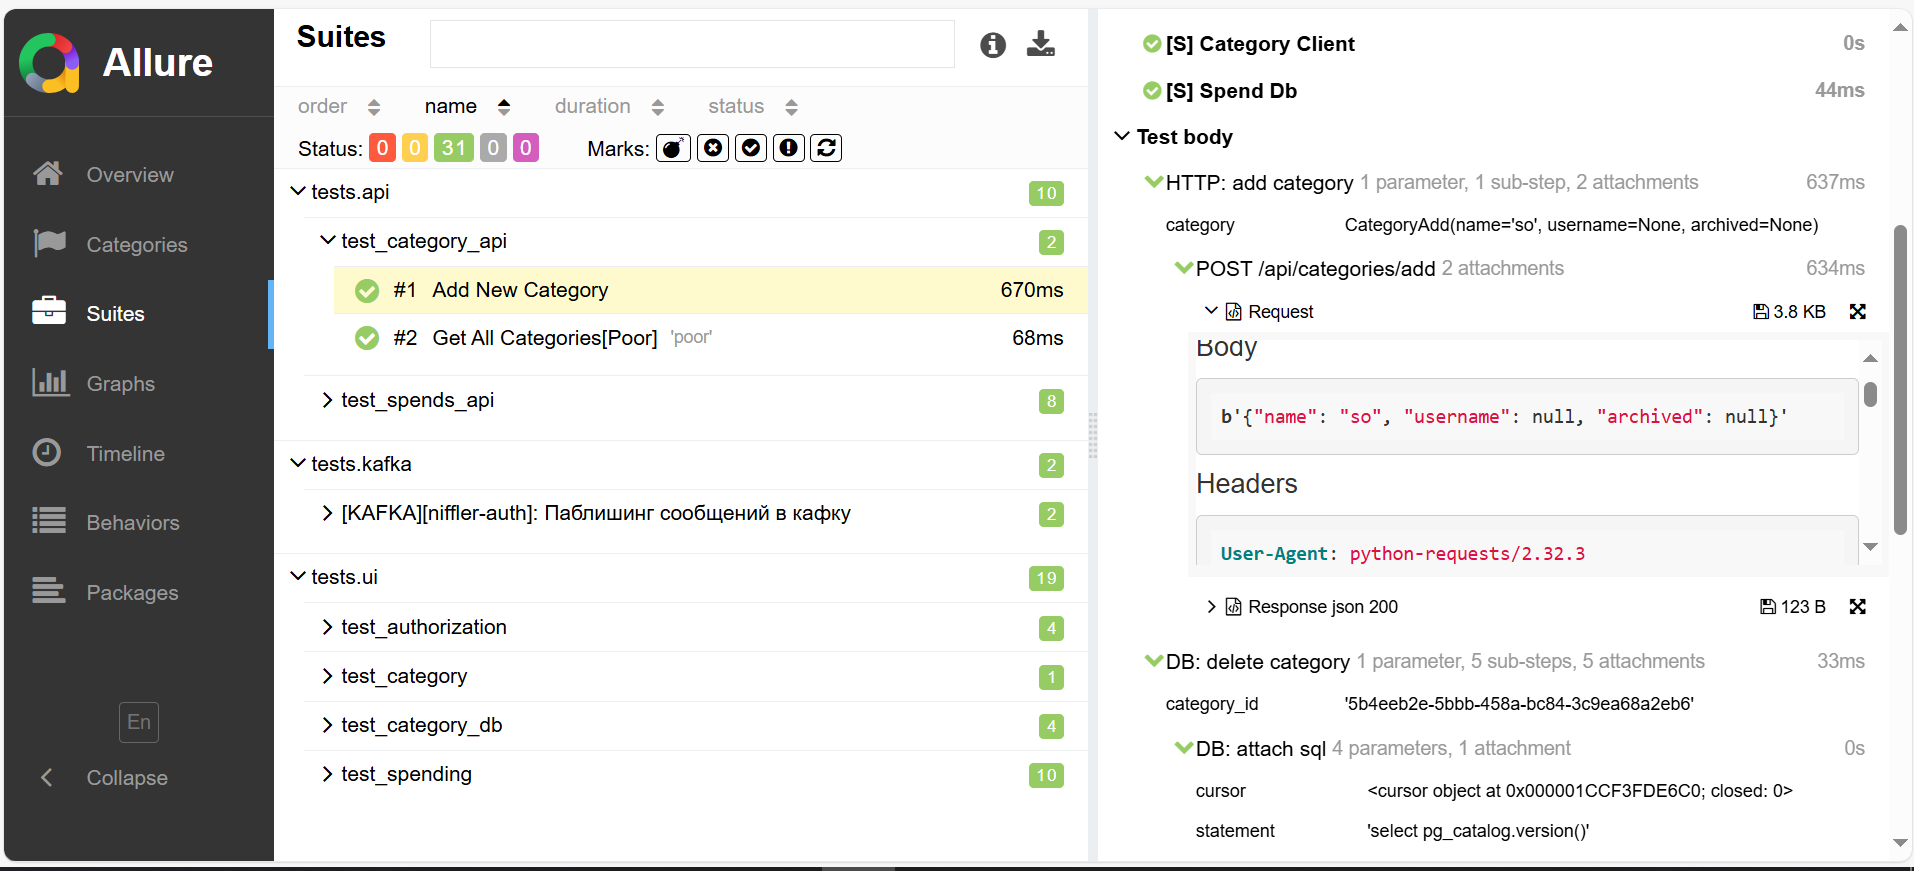 Allure
Overview
Categories
Suites
Graphs
Timeline
Behaviors
Packages
En
Collapse
Suites
order name duration status
Status: 0 0 31 0 0 Marks:
tests.api 10
test_category_api 2
#1 Add New Category 670ms
#2 Get All Categories[Poor] 'poor' 68ms
test_spends_api 8
tests.kafka 2
[KAFKA][niffler-auth]: Паблишинг сообщений в кафку 2
tests.ui 19
test_authorization 4
test_category 1
test_category_db 4
test_spending 10
[S] Category Client 0s
[S] Spend Db 44ms
Test body
HTTP: add category 1 parameter, 1 sub-step, 2 attachments 637ms
category CategoryAdd(name='so', username=None, archived=None)
POST /api/categories/add 2 attachments 634ms
Request 3.8 KB
Body
b'{"name": "so", "username": null, "archived": null}'
Headers
User-Agent: python-requests/2.32.3
Response json 200 123 B
DB: delete category 1 parameter, 5 sub-steps, 5 attachments 33ms
category_id '5b4eeb2e-5bbb-458a-bc84-3c9ea68a2eb6'
DB: attach sql 4 parameters, 1 attachment 0s
cursor <cursor object at 0x000001CCF3FDE6C0; closed: 0>
statement 'select pg_catalog.version()'